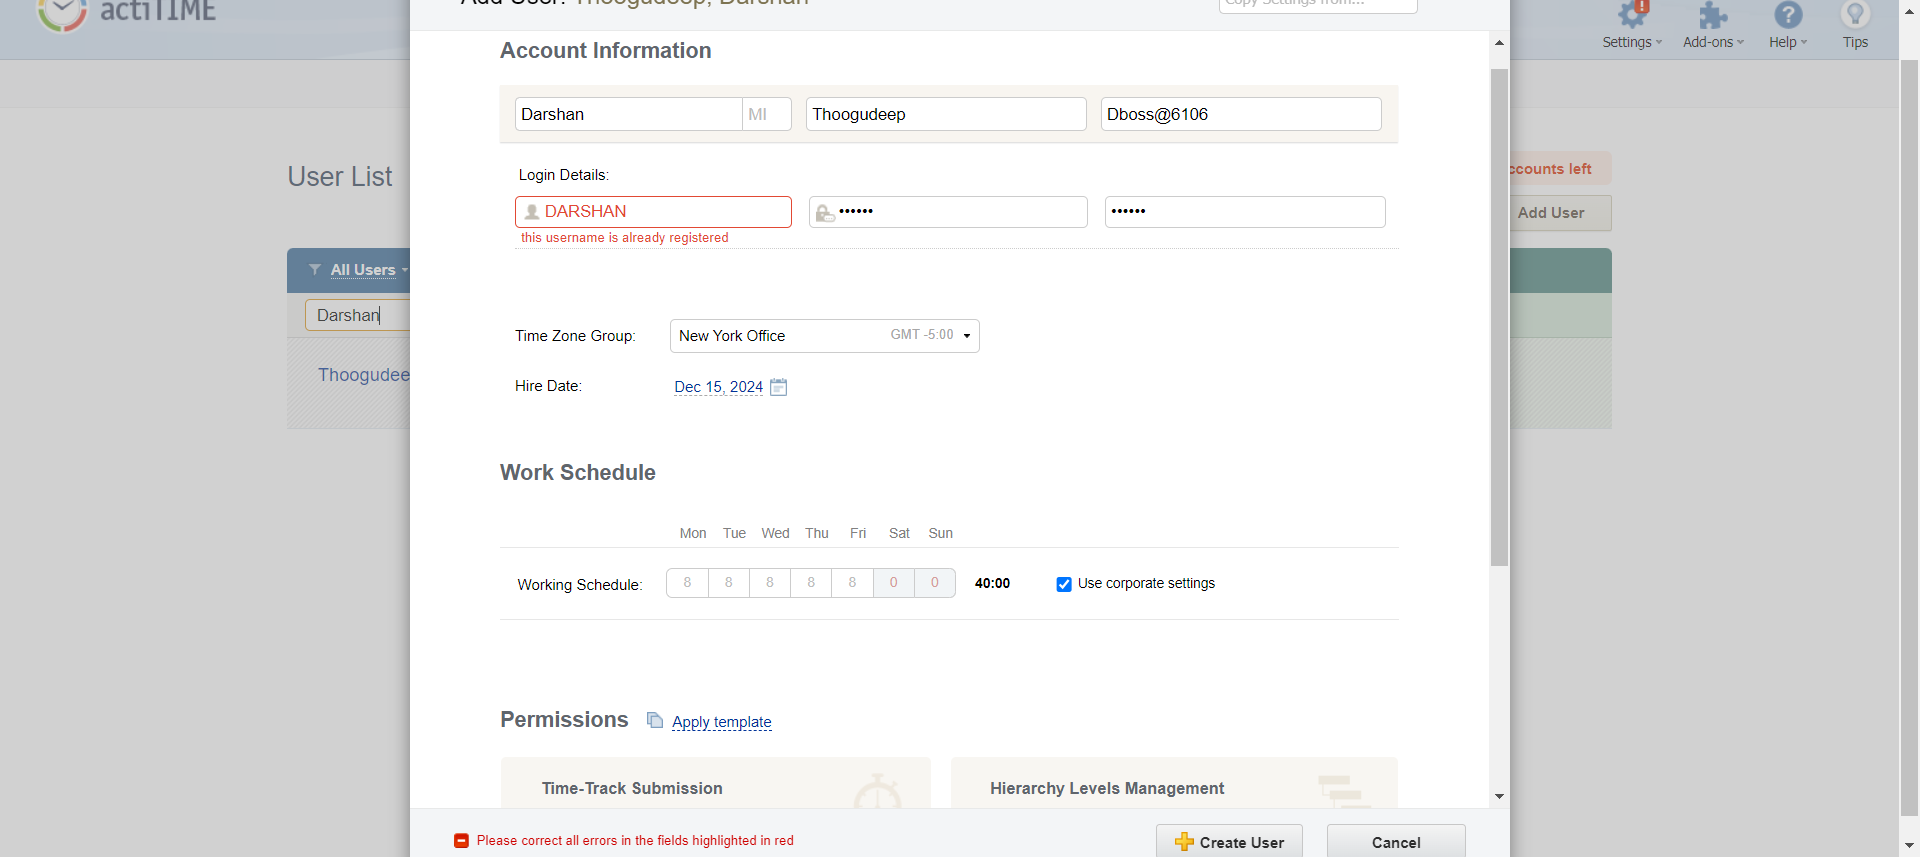 actiTIME
Add User: Thoogudeep, Darshan
Copy Settings from...
Settings
Add-ons
Help
Tips
Account Information
Darshan
MI
Thoogudeep
Dboss@6106
User List
ccounts left
Login Details:
DARSHAN
••••••
••••••
Add User
this username is already registered
All Users
Darshan
Time Zone Group:
New York Office
GMT -5:00
Thoogudee
Hire Date:
Dec 15, 2024
Work Schedule
Mon Tue Wed Thu Fri Sat Sun
Working Schedule:
8 8 8 8 8 0 0
40:00
Use corporate settings
Permissions
Apply template
Time-Track Submission
Hierarchy Levels Management
Please correct all errors in the fields highlighted in red
Create User
Cancel